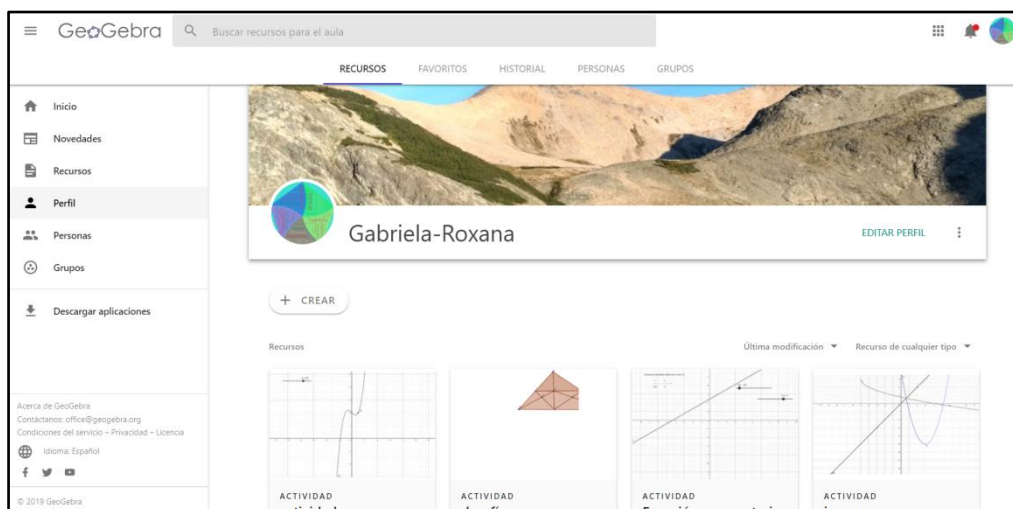 GeoGebra
Buscar recursos para el aula
RECURSOS FAVORITOS HISTORIAL PERSONAS GRUPOS
Inicio
Novedades
Recursos
Perfil
Personas
Grupos
Descargar aplicaciones
Acerca de GeoGebra
Contáctanos: office@geogebra.org
Condiciones del servicio – Privacidad – Licencia
Idioma: Español
© 2019 GeoGebra
Gabriela-Roxana
EDITAR PERFIL
+ CREAR
Recursos
Última modificación
Recurso de cualquier tipo
ACTIVIDAD
ACTIVIDAD
ACTIVIDAD
ACTIVIDAD